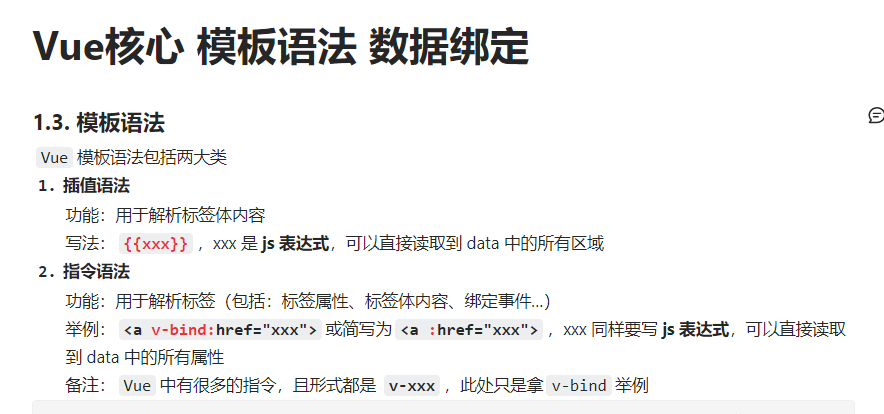 Vue核心 模板语法 数据绑定
1.3. 模板语法
Vue 模板语法包括两大类
1. 插值语法
功能：用于解析标签体内容
写法： {{xxx}} ，xxx 是 js 表达式，可以直接读取到 data 中的所有区域
2. 指令语法
功能：用于解析标签（包括：标签属性、标签体内容、绑定事件...）
举例： <a v-bind:href="xxx"> 或简写为 <a :href="xxx"> ，xxx 同样要写 js 表达式，可以直接读取
到 data 中的所有属性
备注： Vue 中有很多的指令，且形式都是 v-xxx ，此处只是拿 v-bind 举例